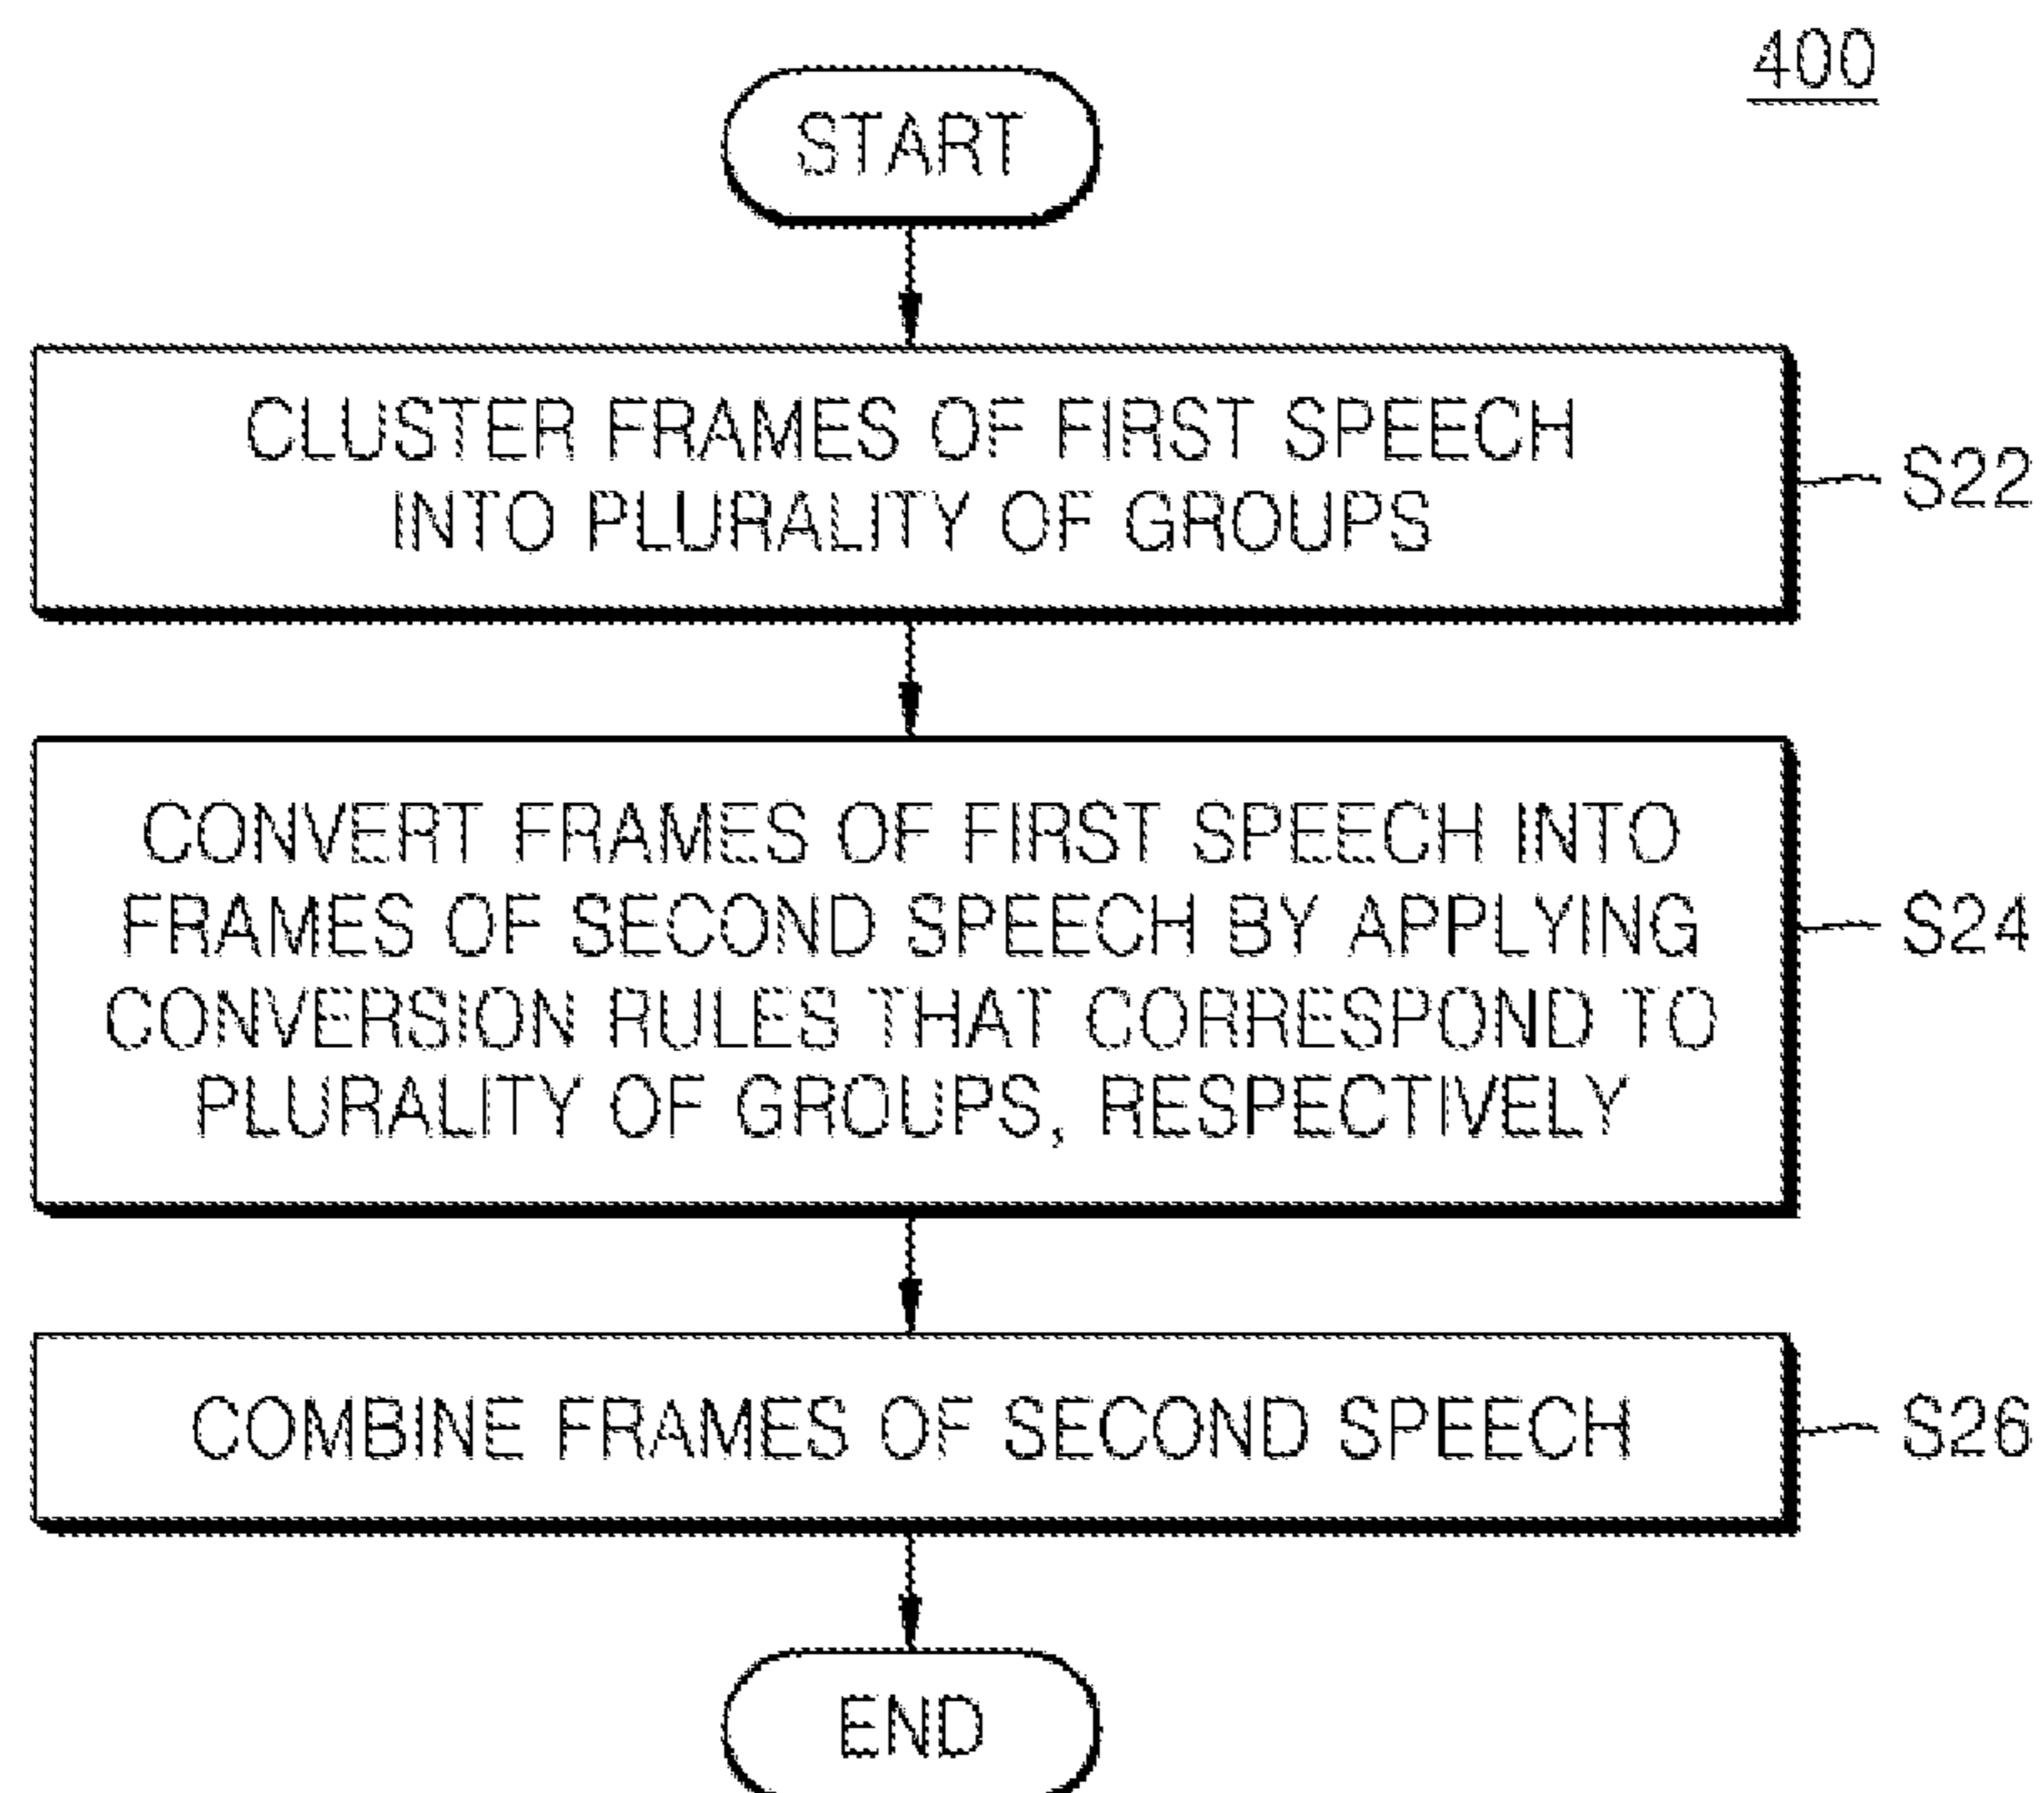 400
START
CLUSTER FRAMES OF FIRST SPEECH
INTO PLURALITY OF GROUPS
S22
CONVERT FRAMES OF FIRST SPEECH INTO
FRAMES OF SECOND SPEECH BY APPLYING
CONVERSION RULES THAT CORRESPOND TO
PLURALITY OF GROUPS, RESPECTIVELY
S24
COMBINE FRAMES OF SECOND SPEECH
S26
END